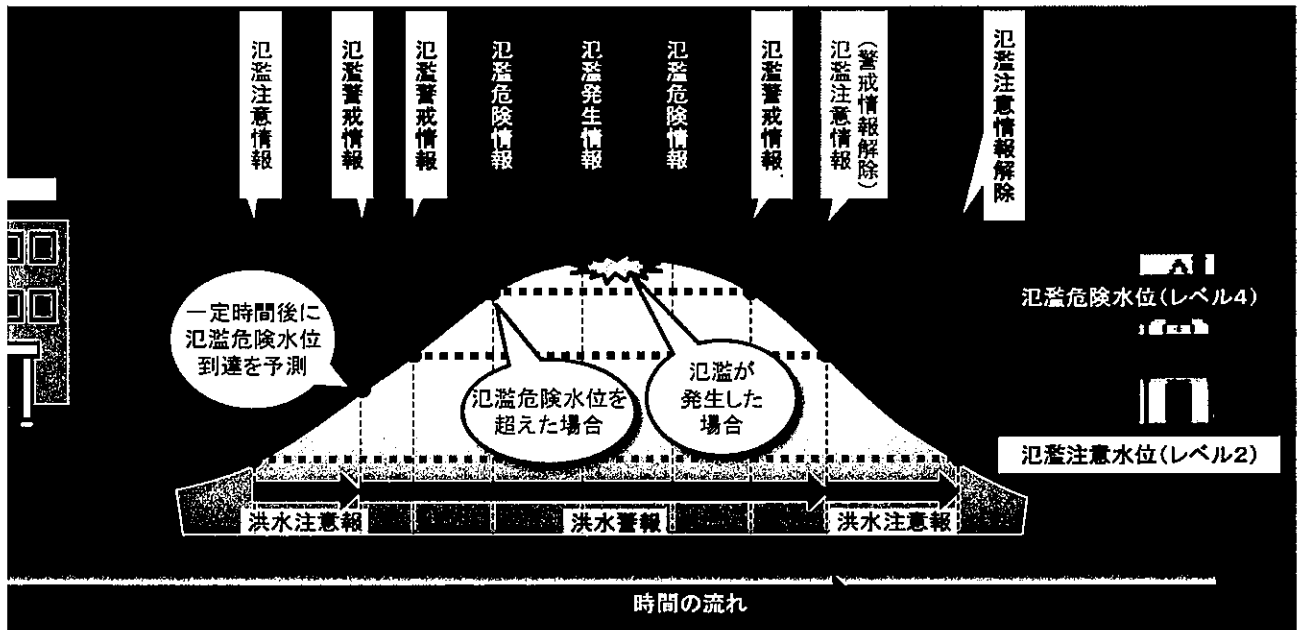 氾濫注意情報
氾濫警戒情報
氾濫警戒情報
氾濫危険情報
氾濫発生情報
氾濫危険情報
氾濫警戒情報
氾濫注意情報
(警戒情報解除)
氾濫注意情報解除
一定時間後に
氾濫危険水位
到達を予測
氾濫危険水位を
超えた場合
氾濫が
発生した
場合
氾濫危険水位(レベル4)
氾濫注意水位(レベル2)
洪水注意報
洪水警報
洪水注意報
時間の流れ